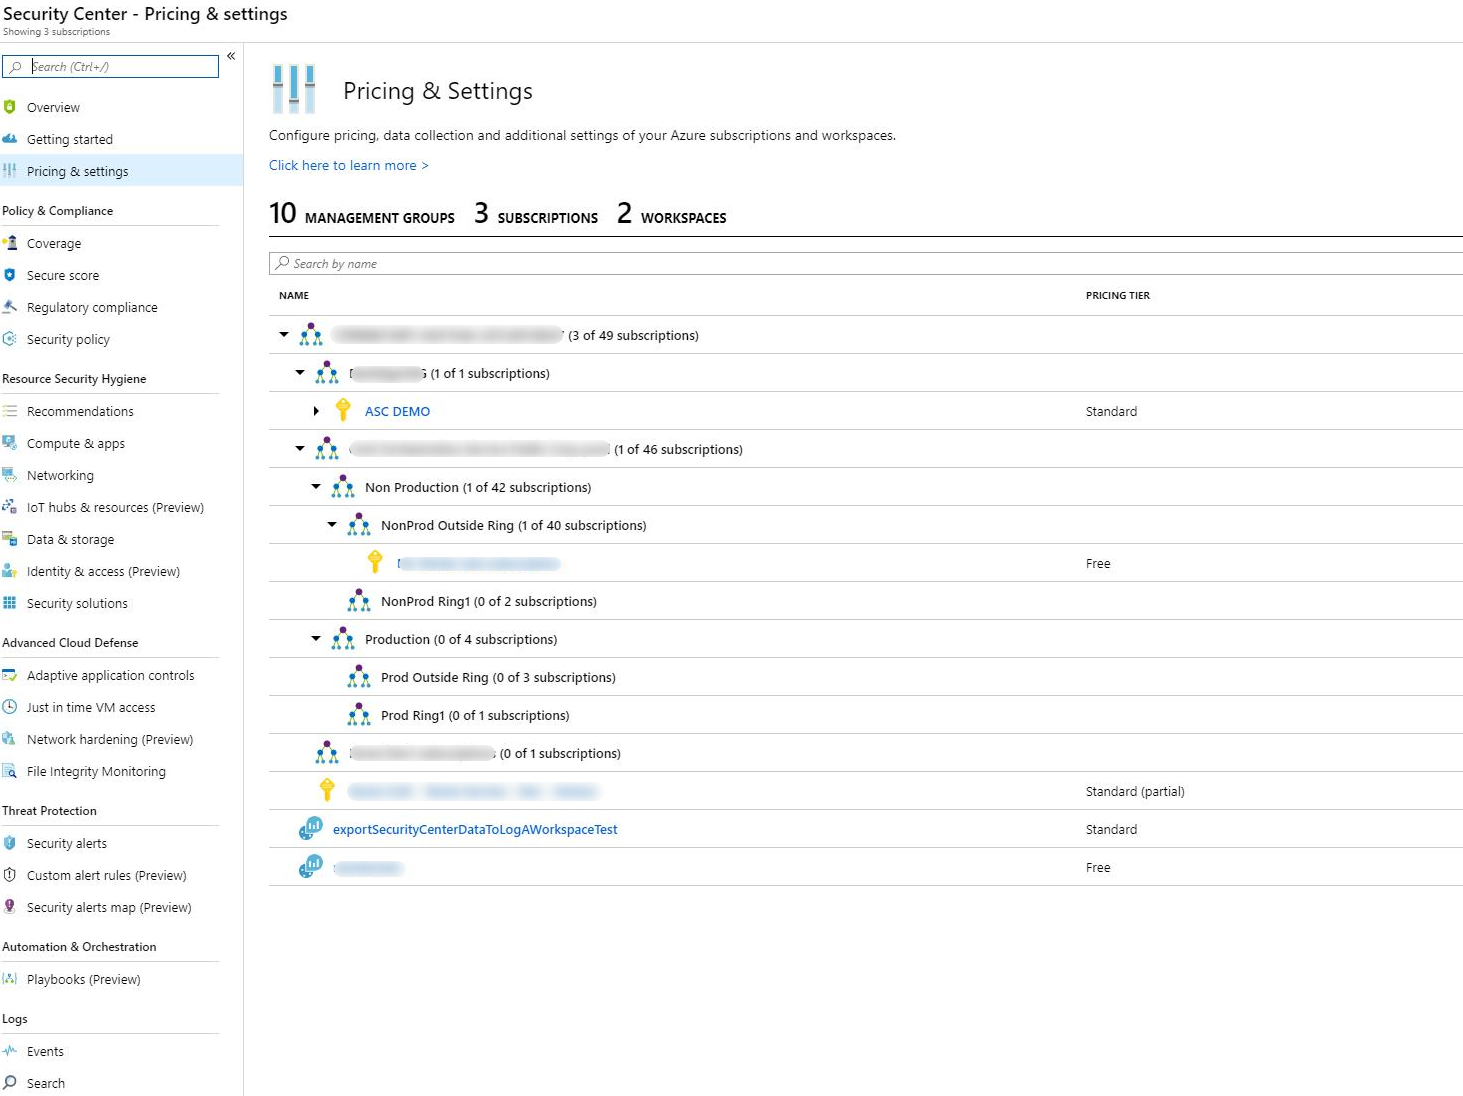 Security Center - Pricing & settings
Showing 3 subscriptions
Search (Ctrl+/)
«
Overview
Getting started
Pricing & settings
Policy & Compliance
Coverage
Secure score
Regulatory compliance
Security policy
Resource Security Hygiene
Recommendations
Compute & apps
Networking
IoT hubs & resources (Preview)
Data & storage
Identity & access (Preview)
Security solutions
Advanced Cloud Defense
Adaptive application controls
Just in time VM access
Network hardening (Preview)
File Integrity Monitoring
Threat Protection
Security alerts
Custom alert rules (Preview)
Security alerts map (Preview)
Automation & Orchestration
Playbooks (Preview)
Logs
Events
Search
Pricing & Settings
Configure pricing, data collection and additional settings of your Azure subscriptions and workspaces.
Click here to learn more >
10 MANAGEMENT GROUPS 3 SUBSCRIPTIONS 2 WORKSPACES
Search by name
NAME PRICING TIER
(3 of 49 subscriptions)
(1 of 1 subscriptions)
ASC DEMO Standard
(1 of 46 subscriptions)
Non Production (1 of 42 subscriptions)
NonProd Outside Ring (1 of 40 subscriptions)
Free
NonProd Ring1 (0 of 2 subscriptions)
Production (0 of 4 subscriptions)
Prod Outside Ring (0 of 3 subscriptions)
Prod Ring1 (0 of 1 subscriptions)
(0 of 1 subscriptions)
Standard (partial)
exportSecurityCenterDataToLogAWorkspaceTest Standard
Free